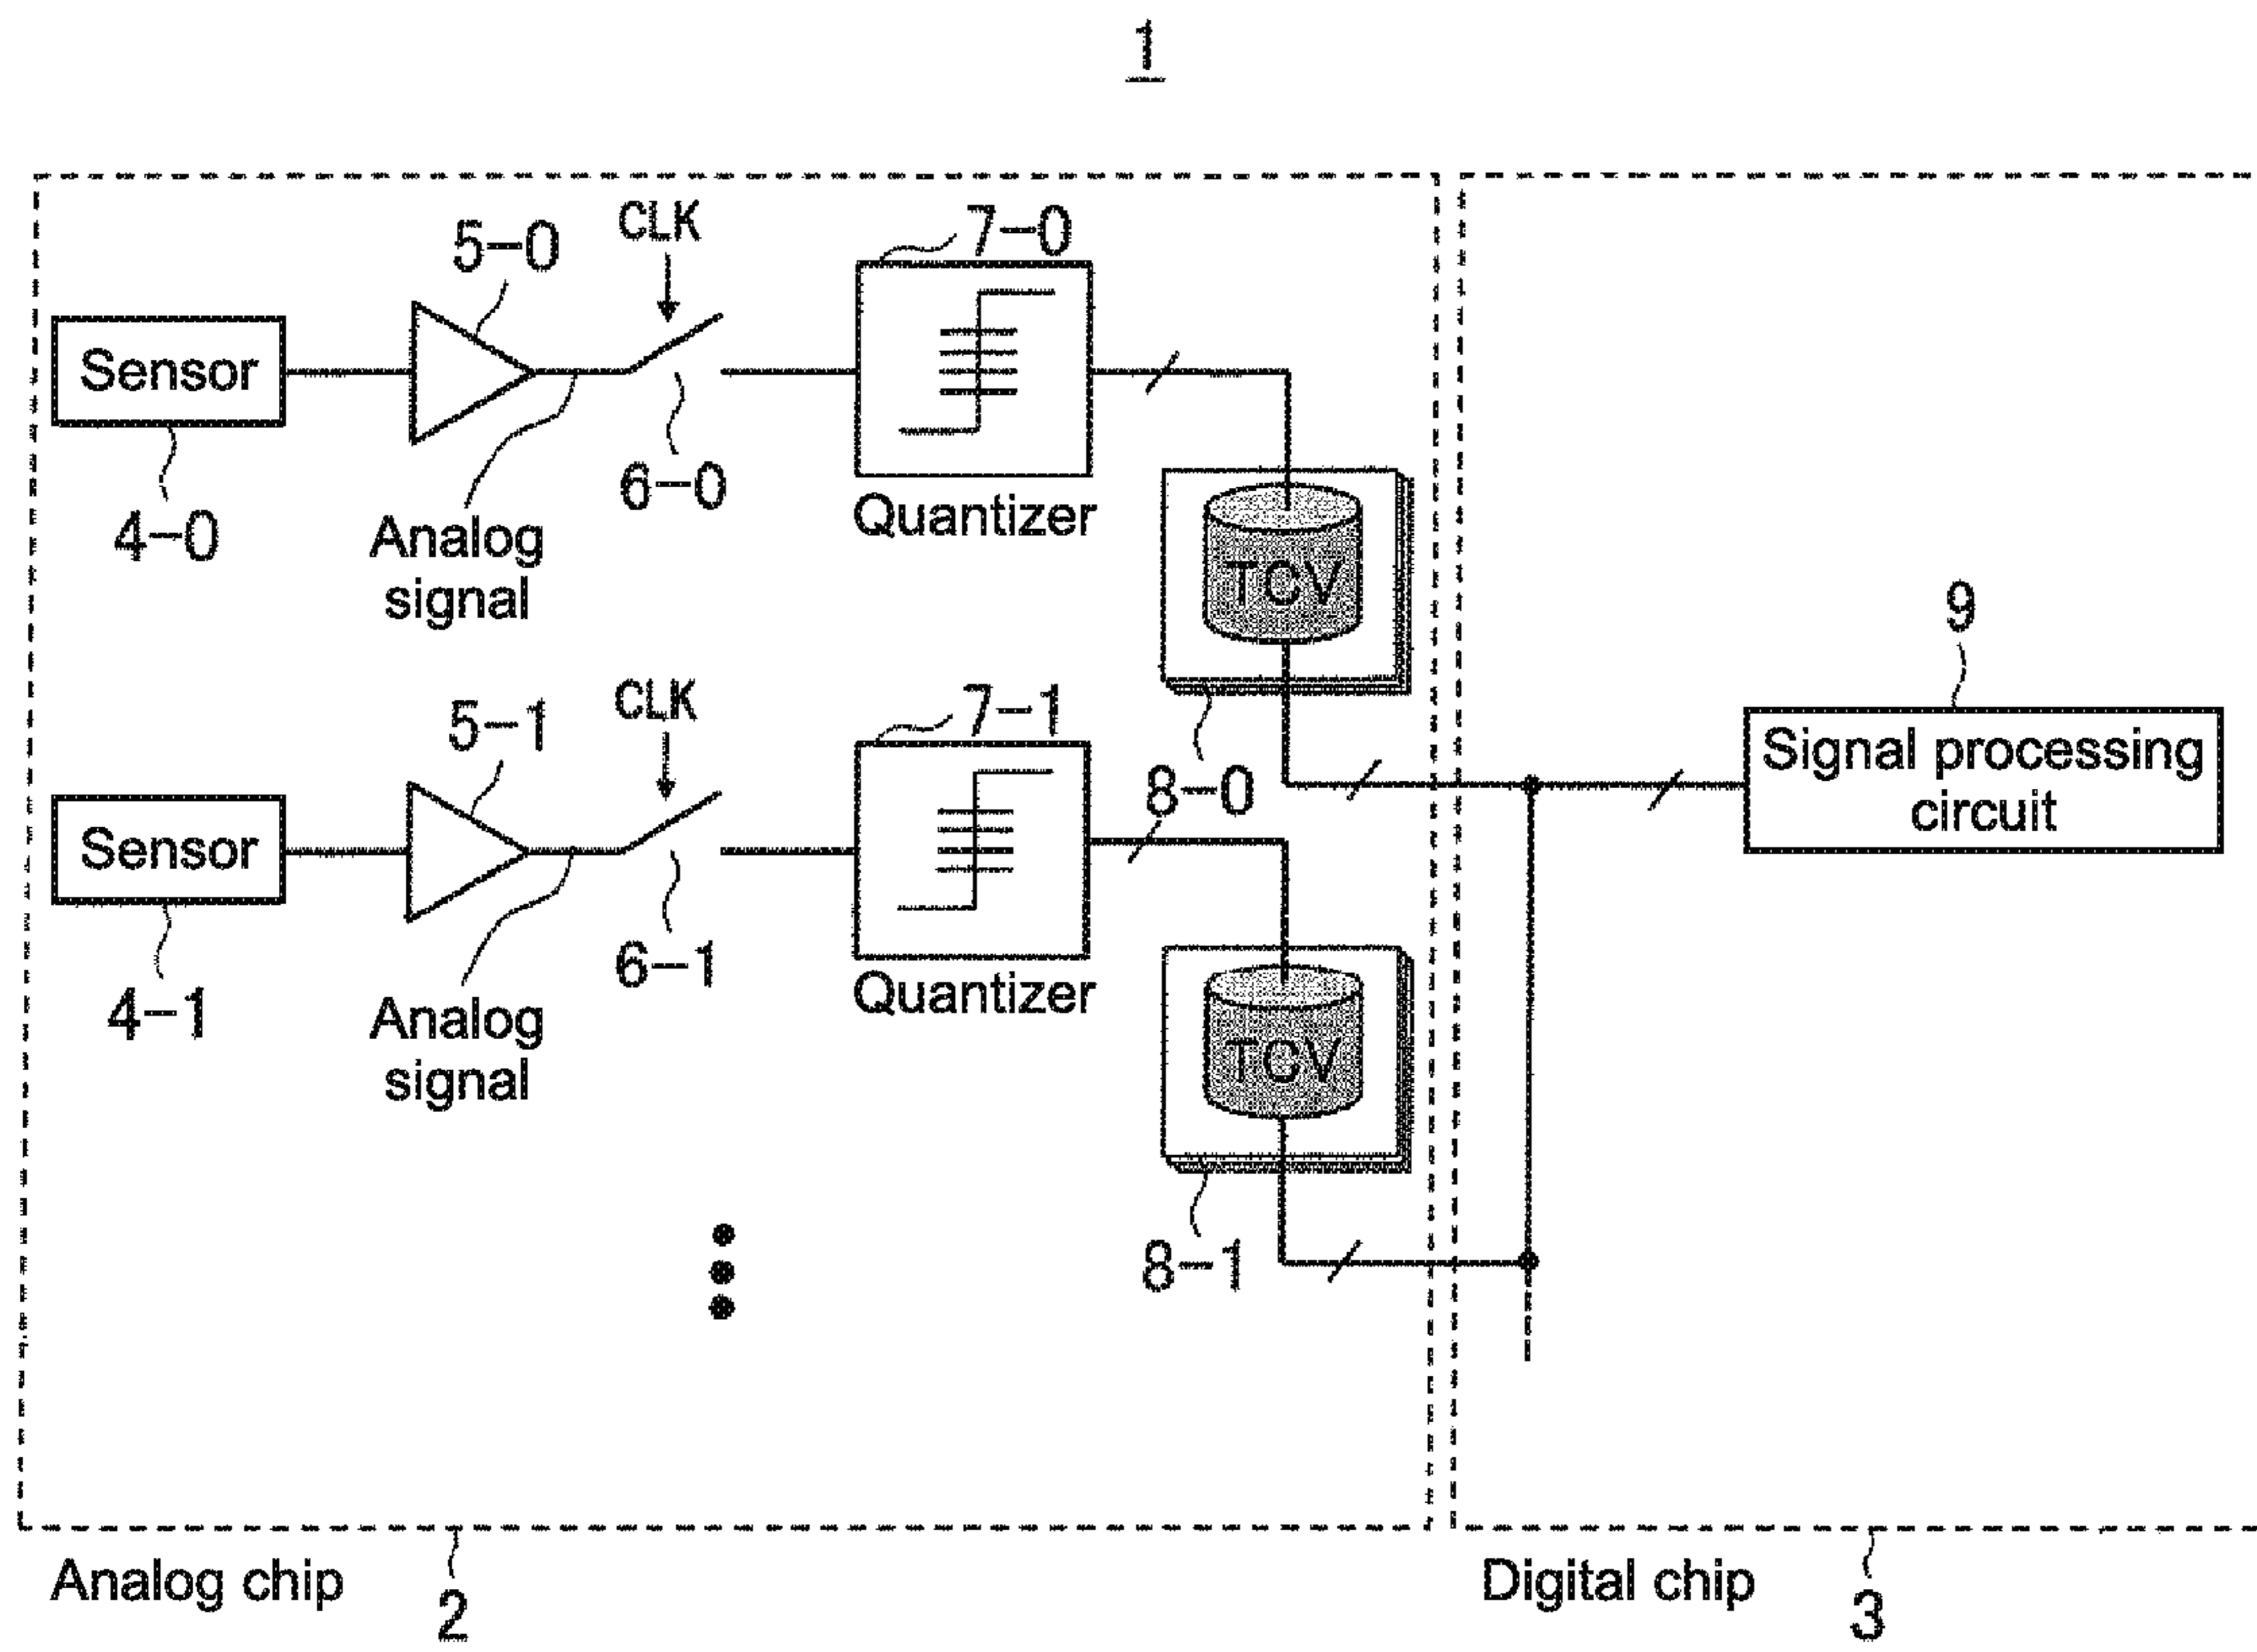 1
CLK
7-0
5-0
Sensor
6-0
Quantizer
4-0
Analog
signal
TCV
9
CLK
7-1
5-1
Signal processing
circuit
8-0
Sensor
6-1
Quantizer
4-1
Analog
signal
TCV
8-1
Analog chip
2
Digital chip
3